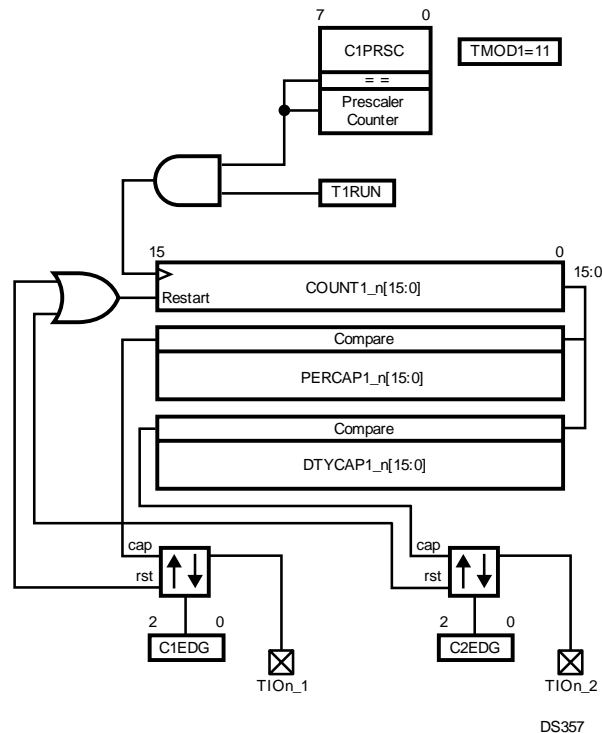 7 0
C1PRSC
TMOD1=11
= =
Prescaler
Counter
T1RUN
15 0
15:0
COUNT1_n[15:0]
Restart
Compare
PERCAP1_n[15:0]
Compare
DTYCAP1_n[15:0]
cap
cap
rst
rst
2 0
2 0
C1EDG
C2EDG
TIOn_1
TIOn_2
DS357